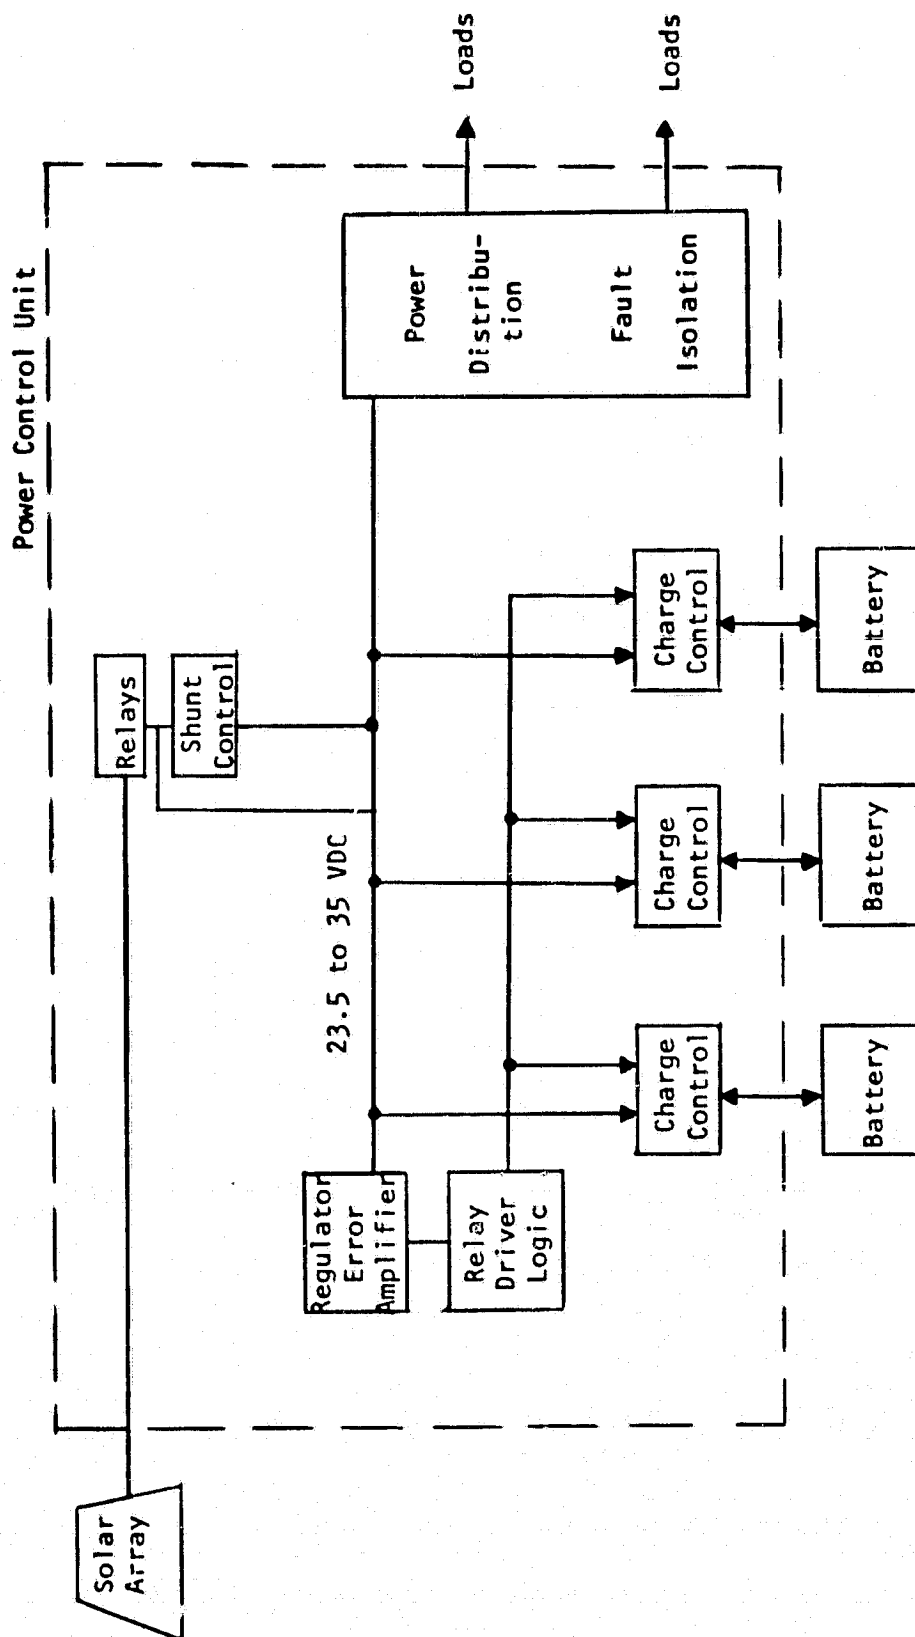 Power Control Unit
Solar
Array
Relays
Shunt
Control
23.5 to 35 VDC
Regulator
Error
Amplifier
Relay
Driver
Logic
Charge
Control
Charge
Control
Charge
Control
Battery
Battery
Battery
Power
Distribu-
tion
Fault
Isolation
Loads
Loads